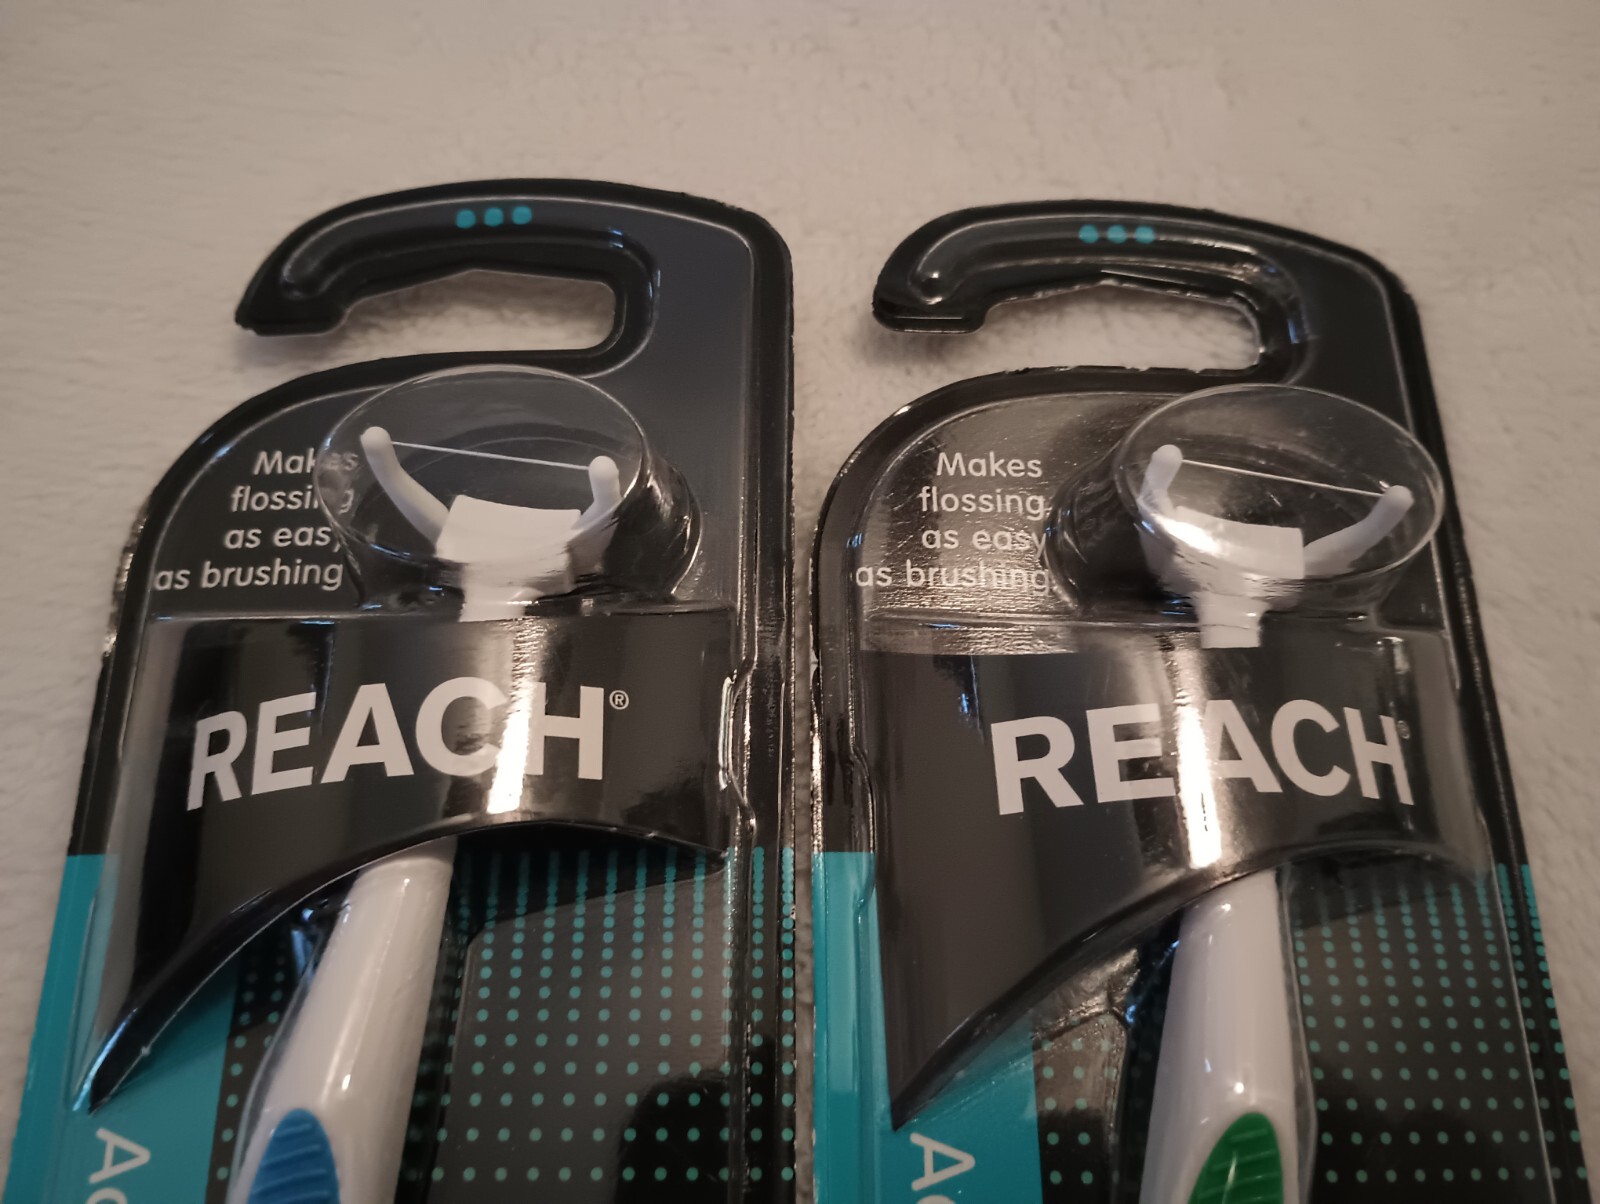 Makes
flossing
as easy
as brushing
REACH®
Makes
flossing
as easy
as brushing
REACH®